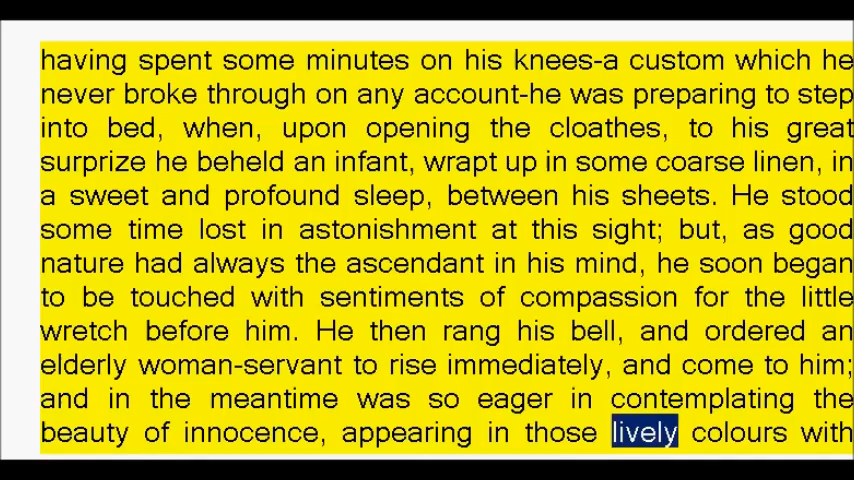 having spent some minutes on his knees-a custom which he
never broke through on any account-he was preparing to step
into bed, when, upon opening the cloathes, to his great
surprize he beheld an infant, wrapt up in some coarse linen, in
a sweet and profound sleep, between his sheets. He stood
some time lost in astonishment at this sight; but, as good
nature had always the ascendant in his mind, he soon began
to be touched with sentiments of compassion for the little
wretch before him. He then rang his bell, and ordered an
elderly woman-servant to rise immediately, and come to him;
and in the meantime was so eager in contemplating the
beauty of innocence, appearing in those lively colours with